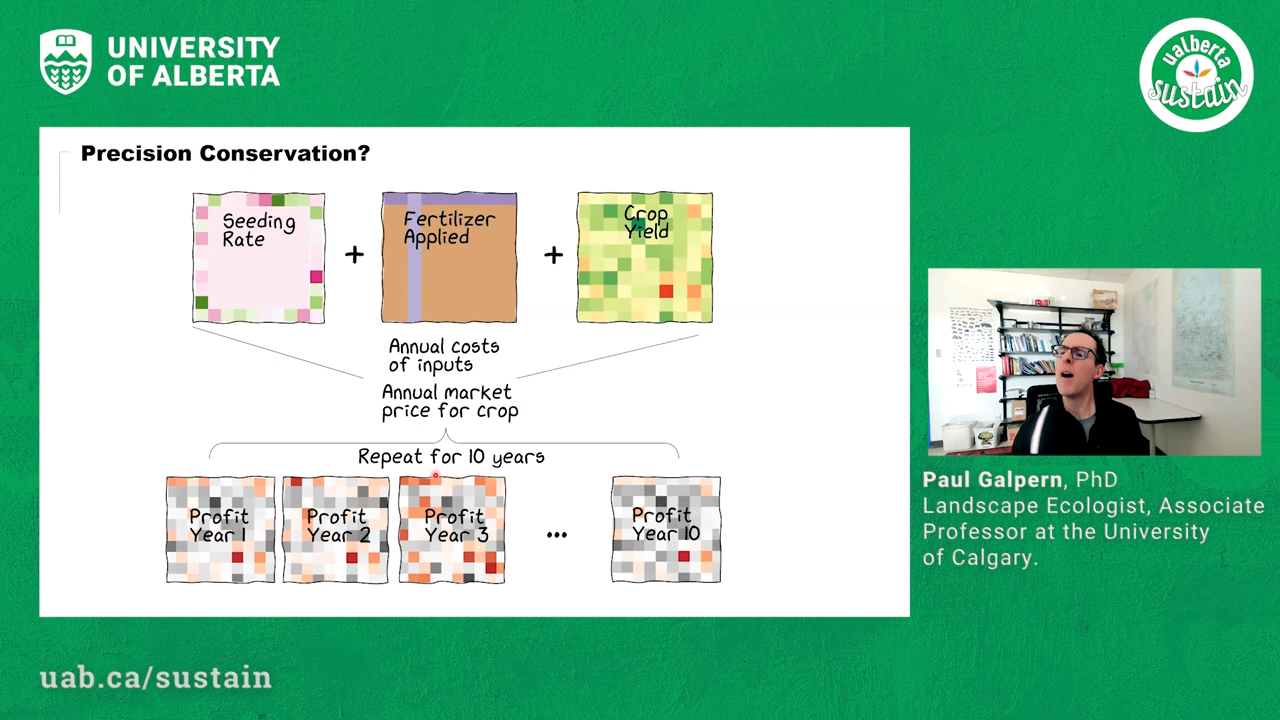 UNIVERSITY
OF ALBERTA
ualberta
sustain
Precision Conservation?
Seeding
Rate
+
Fertilizer
Applied
+
Crop
Yield
Annual costs
of inputs
Annual market
price for crop
Repeat for 10 years
Profit
Year 1
Profit
Year 2
Profit
Year 3
...
Profit
Year 10
Paul Galpern, PhD
Landscape Ecologist, Associate
Professor at the University
of Calgary.
uab.ca/sustain